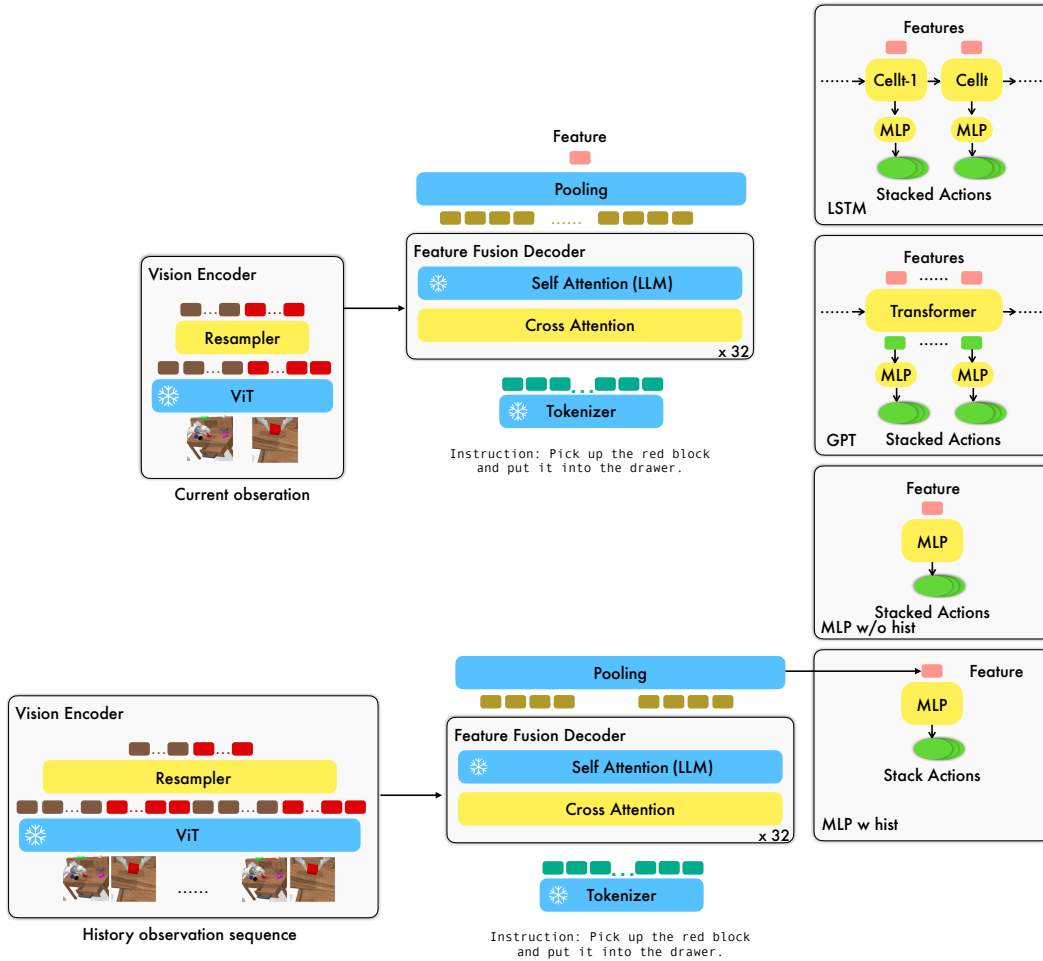 Feature
Pooling
......
Feature Fusion Decoder
Self Attention (LLM)
Cross Attention
x 32
...
Tokenizer
Instruction: Pick up the red block
and put it into the drawer.
Vision Encoder
... ...
Resampler
... ...
ViT
Current obseration
Features
...... Cellt-1 Cellt ......
MLP MLP
Stacked Actions
LSTM
Features
......
...... Transformer ......
......
MLP MLP
Stacked Actions
GPT
Feature
MLP
Stacked Actions
MLP w/o hist
Feature
MLP
Stack Actions
MLP w hist
Pooling
Feature Fusion Decoder
Self Attention (LLM)
Cross Attention
x 32
...
Tokenizer
Instruction: Pick up the red block
and put it into the drawer.
Vision Encoder
... ...
Resampler
... ... ... ...
ViT
......
History observation sequence